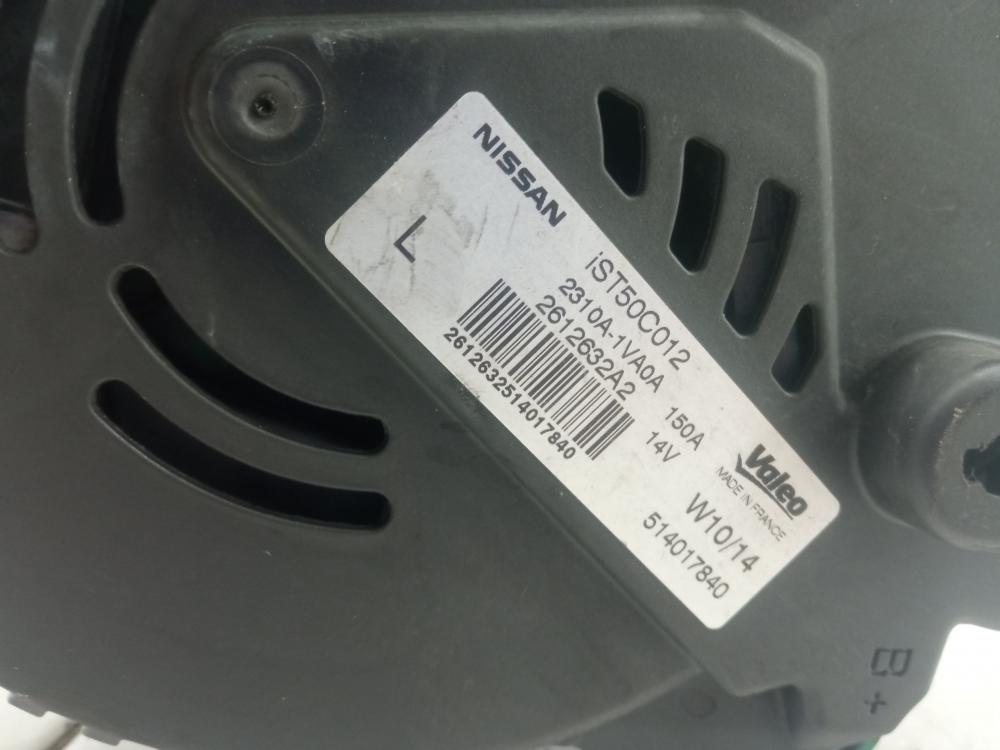 NISSAN
L
iST50C012
2310A-1VA0A
2612632A2
150A
14V
2612632514017840
Valeo
MADE IN FRANCE
W10/14
514017840
B
+